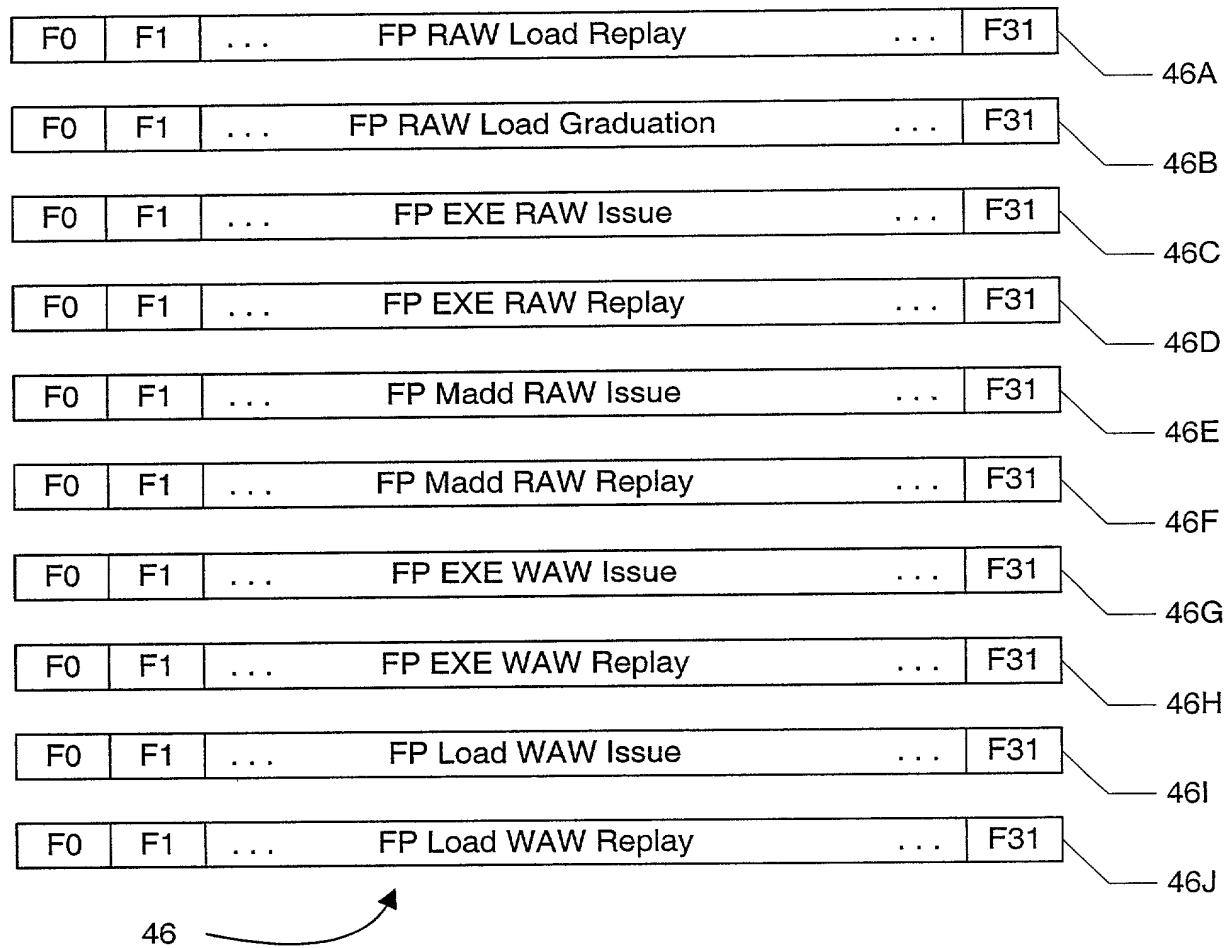 F0 F1 ... FP RAW Load Replay ... F31
46A
F0 F1 ... FP RAW Load Graduation ... F31
46B
F0 F1 ... FP EXE RAW Issue ... F31
46C
F0 F1 ... FP EXE RAW Replay ... F31
46D
F0 F1 ... FP Madd RAW Issue ... F31
46E
F0 F1 ... FP Madd RAW Replay ... F31
46F
F0 F1 ... FP EXE WAW Issue ... F31
46G
F0 F1 ... FP EXE WAW Replay ... F31
46H
F0 F1 ... FP Load WAW Issue ... F31
46I
F0 F1 ... FP Load WAW Replay ... F31
46J
46